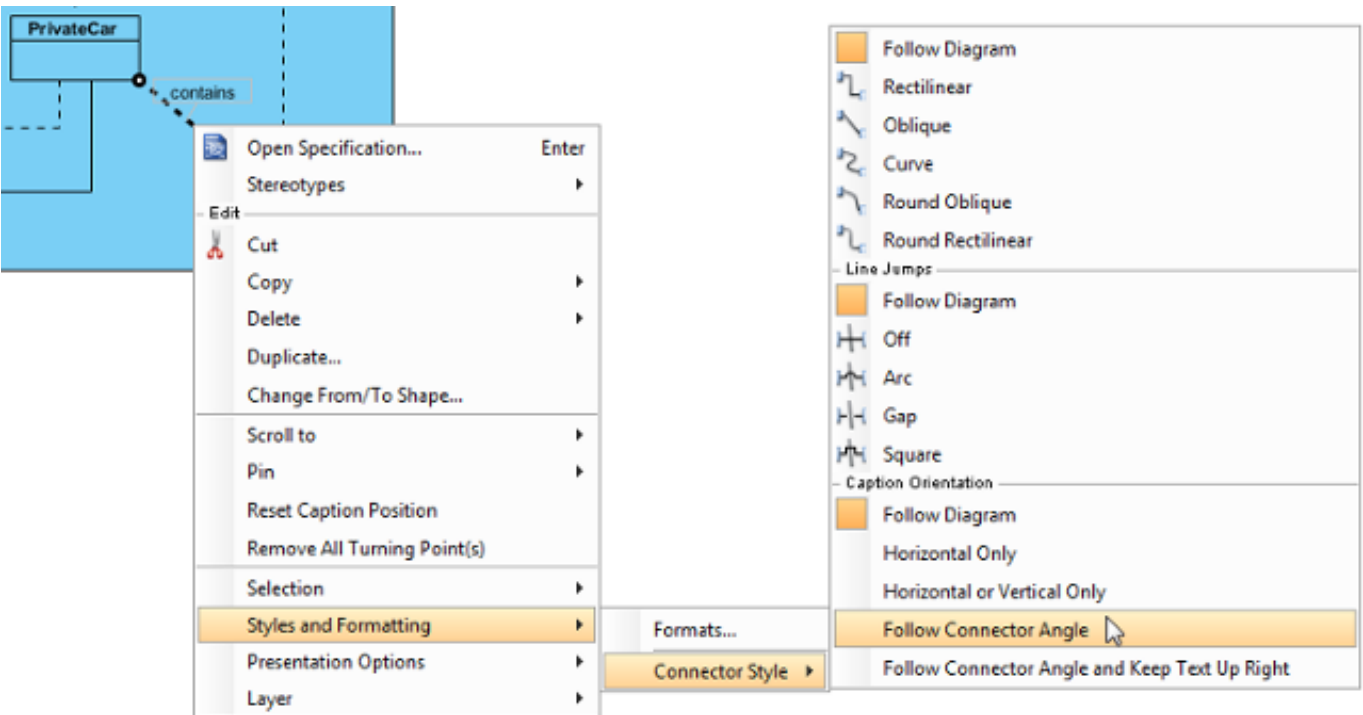 PrivateCar
contains
Open Specification... Enter
Stereotypes
Edit
Cut
Copy
Delete
Duplicate...
Change From/To Shape...
Scroll to
Pin
Reset Caption Position
Remove All Turning Point(s)
Selection
Styles and Formatting
Presentation Options
Layer
Formats...
Connector Style
Follow Diagram
Rectilinear
Oblique
Curve
Round Oblique
Round Rectilinear
Line Jumps
Follow Diagram
Off
Arc
Gap
Square
Caption Orientation
Follow Diagram
Horizontal Only
Horizontal or Vertical Only
Follow Connector Angle
Follow Connector Angle and Keep Text Up Right